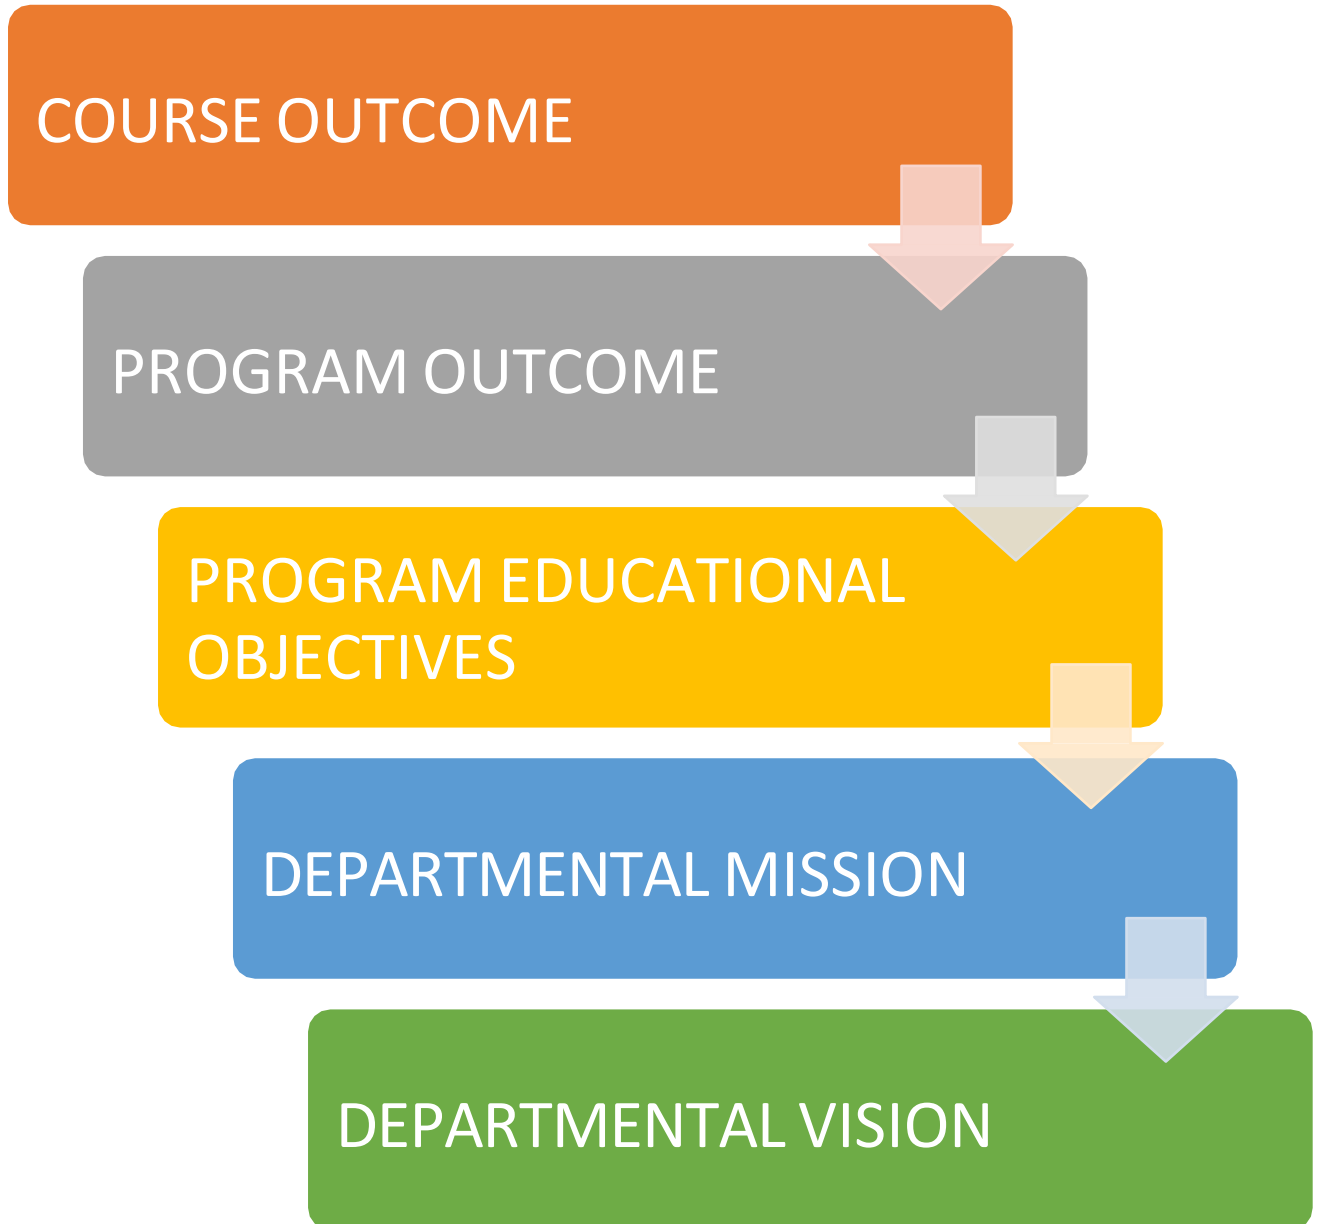 COURSE OUTCOME
PROGRAM OUTCOME
PROGRAM EDUCATIONAL
OBJECTIVES
DEPARTMENTAL MISSION
DEPARTMENTAL VISION